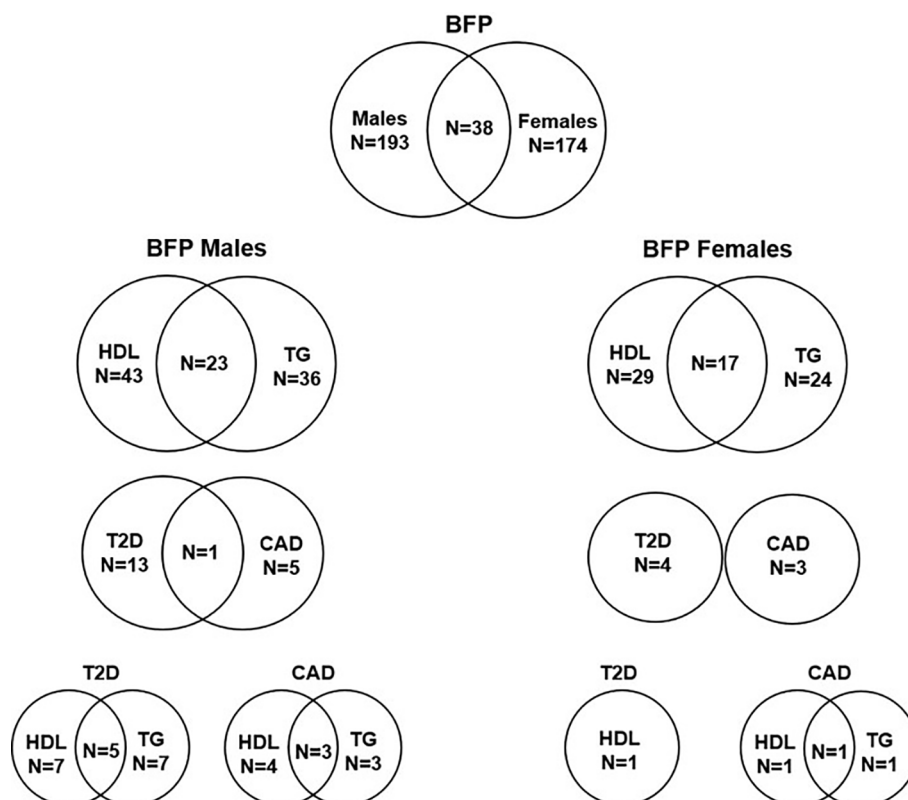 BFP
Males
N=193
N=38
Females
N=174
BFP Males
HDL
N=43
N=23
TG
N=36
BFP Females
HDL
N=29
N=17
TG
N=24
T2D
N=13
N=1
CAD
N=5
T2D
N=4
CAD
N=3
T2D
HDL
N=7
N=5
TG
N=7
CAD
HDL
N=4
N=3
TG
N=3
T2D
HDL
N=1
CAD
HDL
N=1
N=1
TG
N=1